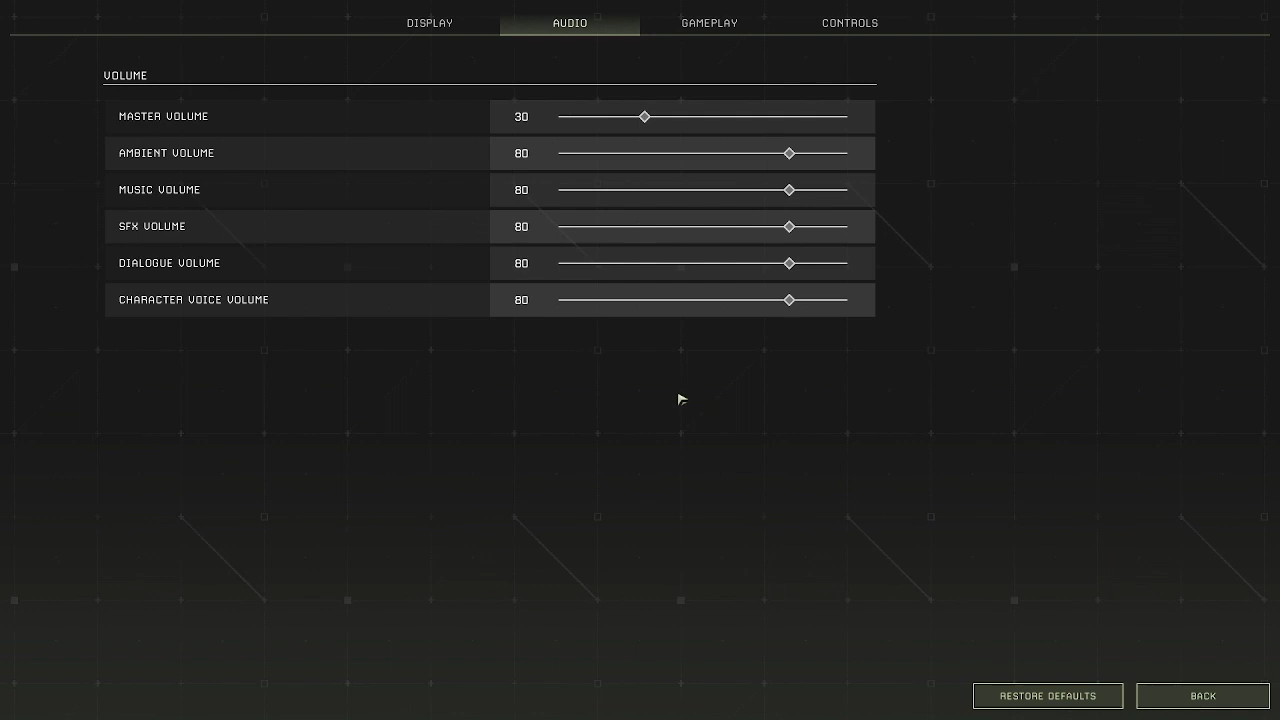 DISPLAY AUDIO GAMEPLAY CONTROLS
VOLUME
MASTER VOLUME 30
AMBIENT VOLUME 80
MUSIC VOLUME 80
SFX VOLUME 80
DIALOGUE VOLUME 80
CHARACTER VOICE VOLUME 80
RESTORE DEFAULTS BACK